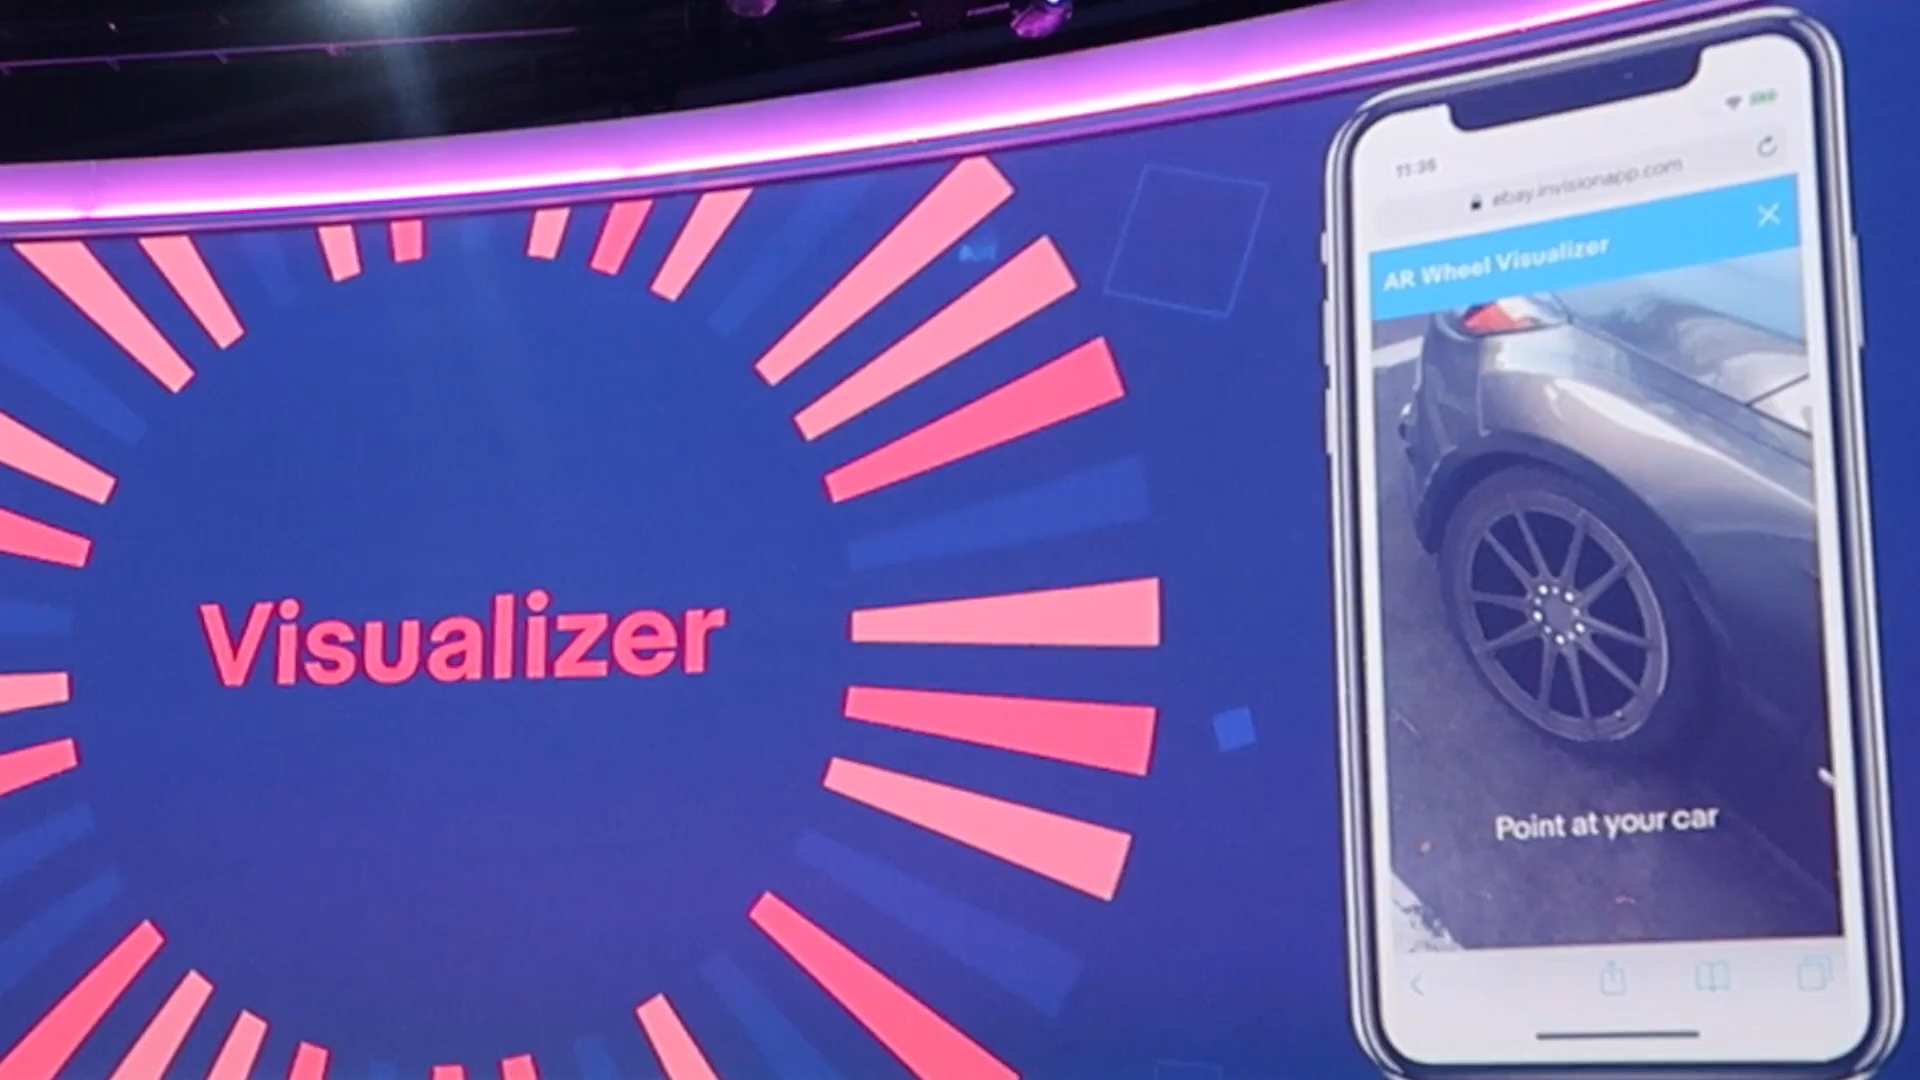 Visualizer
11:36
ebay.invisionapp.com
AR Wheel Visualizer
Point at your car